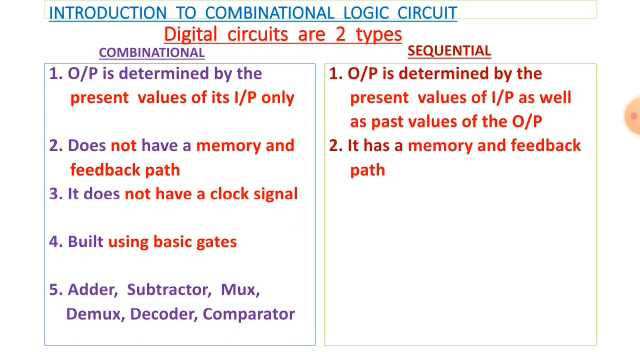 INTRODUCTION TO COMBINATIONAL LOGIC CIRCUIT
Digital circuits are 2 types
COMBINATIONAL
1. O/P is determined by the
present values of its I/P only
2. Does not have a memory and
feedback path
3. It does not have a clock signal
4. Built using basic gates
5. Adder, Subtractor, Mux,
Demux, Decoder, Comparator
SEQUENTIAL
1. O/P is determined by the
present values of I/P as well
as past values of the O/P
2. It has a memory and feedback
path